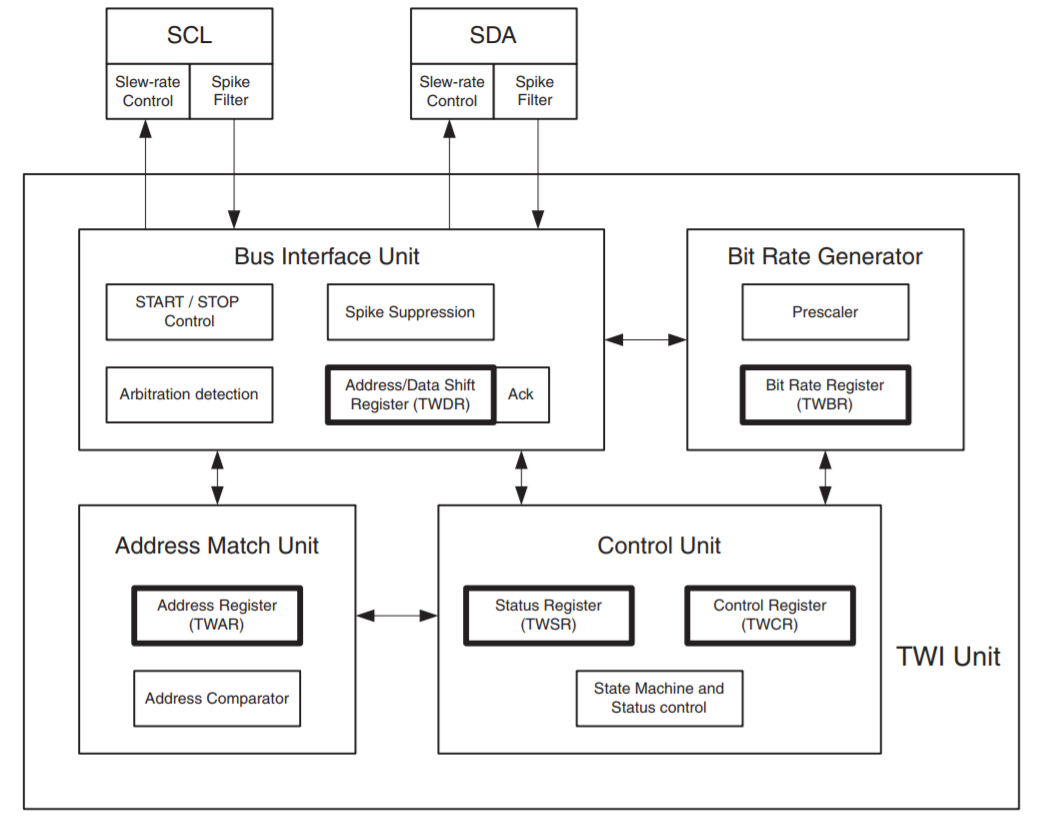 SCL
SDA
Slew-rate
Control
Spike
Filter
Slew-rate
Control
Spike
Filter
Bus Interface Unit
START / STOP
Control
Spike Suppression
Arbitration detection
Address/Data Shift
Register (TWDR)
Ack
Bit Rate Generator
Prescaler
Bit Rate Register
(TWBR)
Address Match Unit
Address Register
(TWAR)
Address Comparator
Control Unit
Status Register
(TWSR)
Control Register
(TWCR)
State Machine and
Status control
TWI Unit